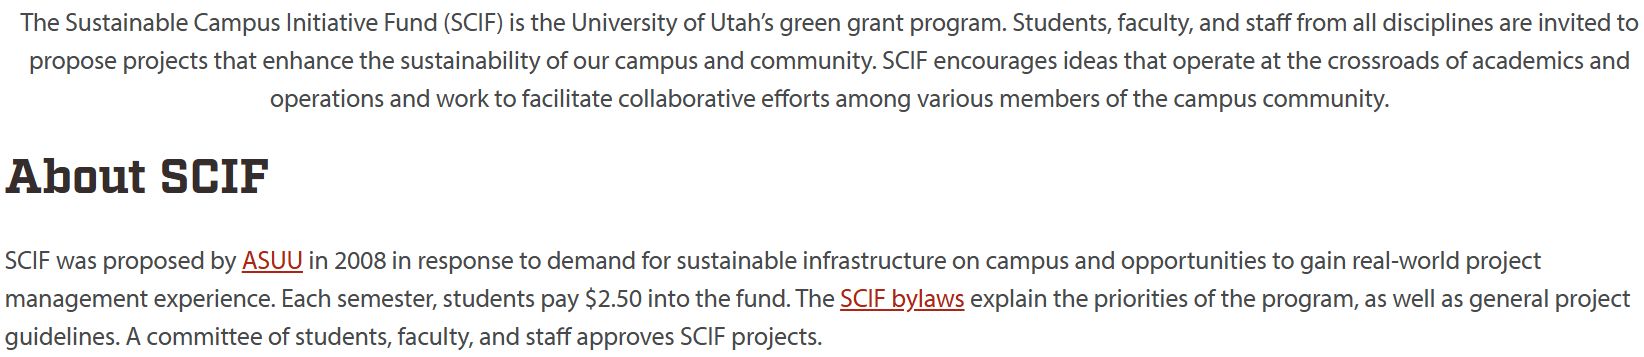 The Sustainable Campus Initiative Fund (SCIF) is the University of Utah’s green grant program. Students, faculty, and staff from all disciplines are invited to
propose projects that enhance the sustainability of our campus and community. SCIF encourages ideas that operate at the crossroads of academics and
operations and work to facilitate collaborative efforts among various members of the campus community.
About SCIF
SCIF was proposed by ASUU in 2008 in response to demand for sustainable infrastructure on campus and opportunities to gain real-world project
management experience. Each semester, students pay $2.50 into the fund. The SCIF bylaws explain the priorities of the program, as well as general project
guidelines. A committee of students, faculty, and staff approves SCIF projects.